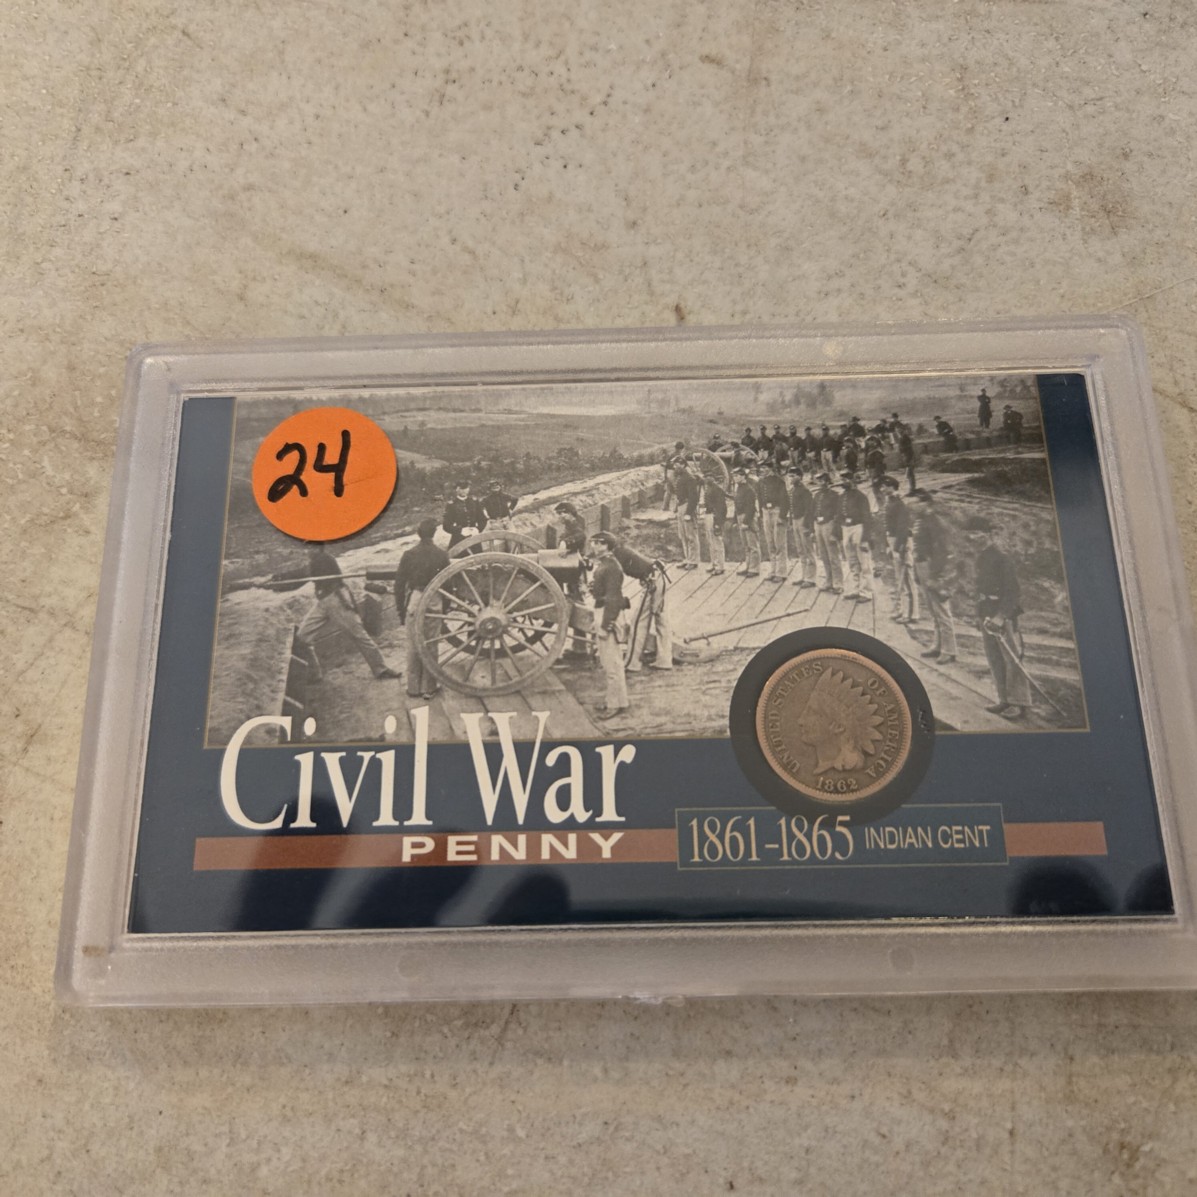 24
UNITED STATES OF AMERICA
1862
Civil War
PENNY
1861-1865 INDIAN CENT